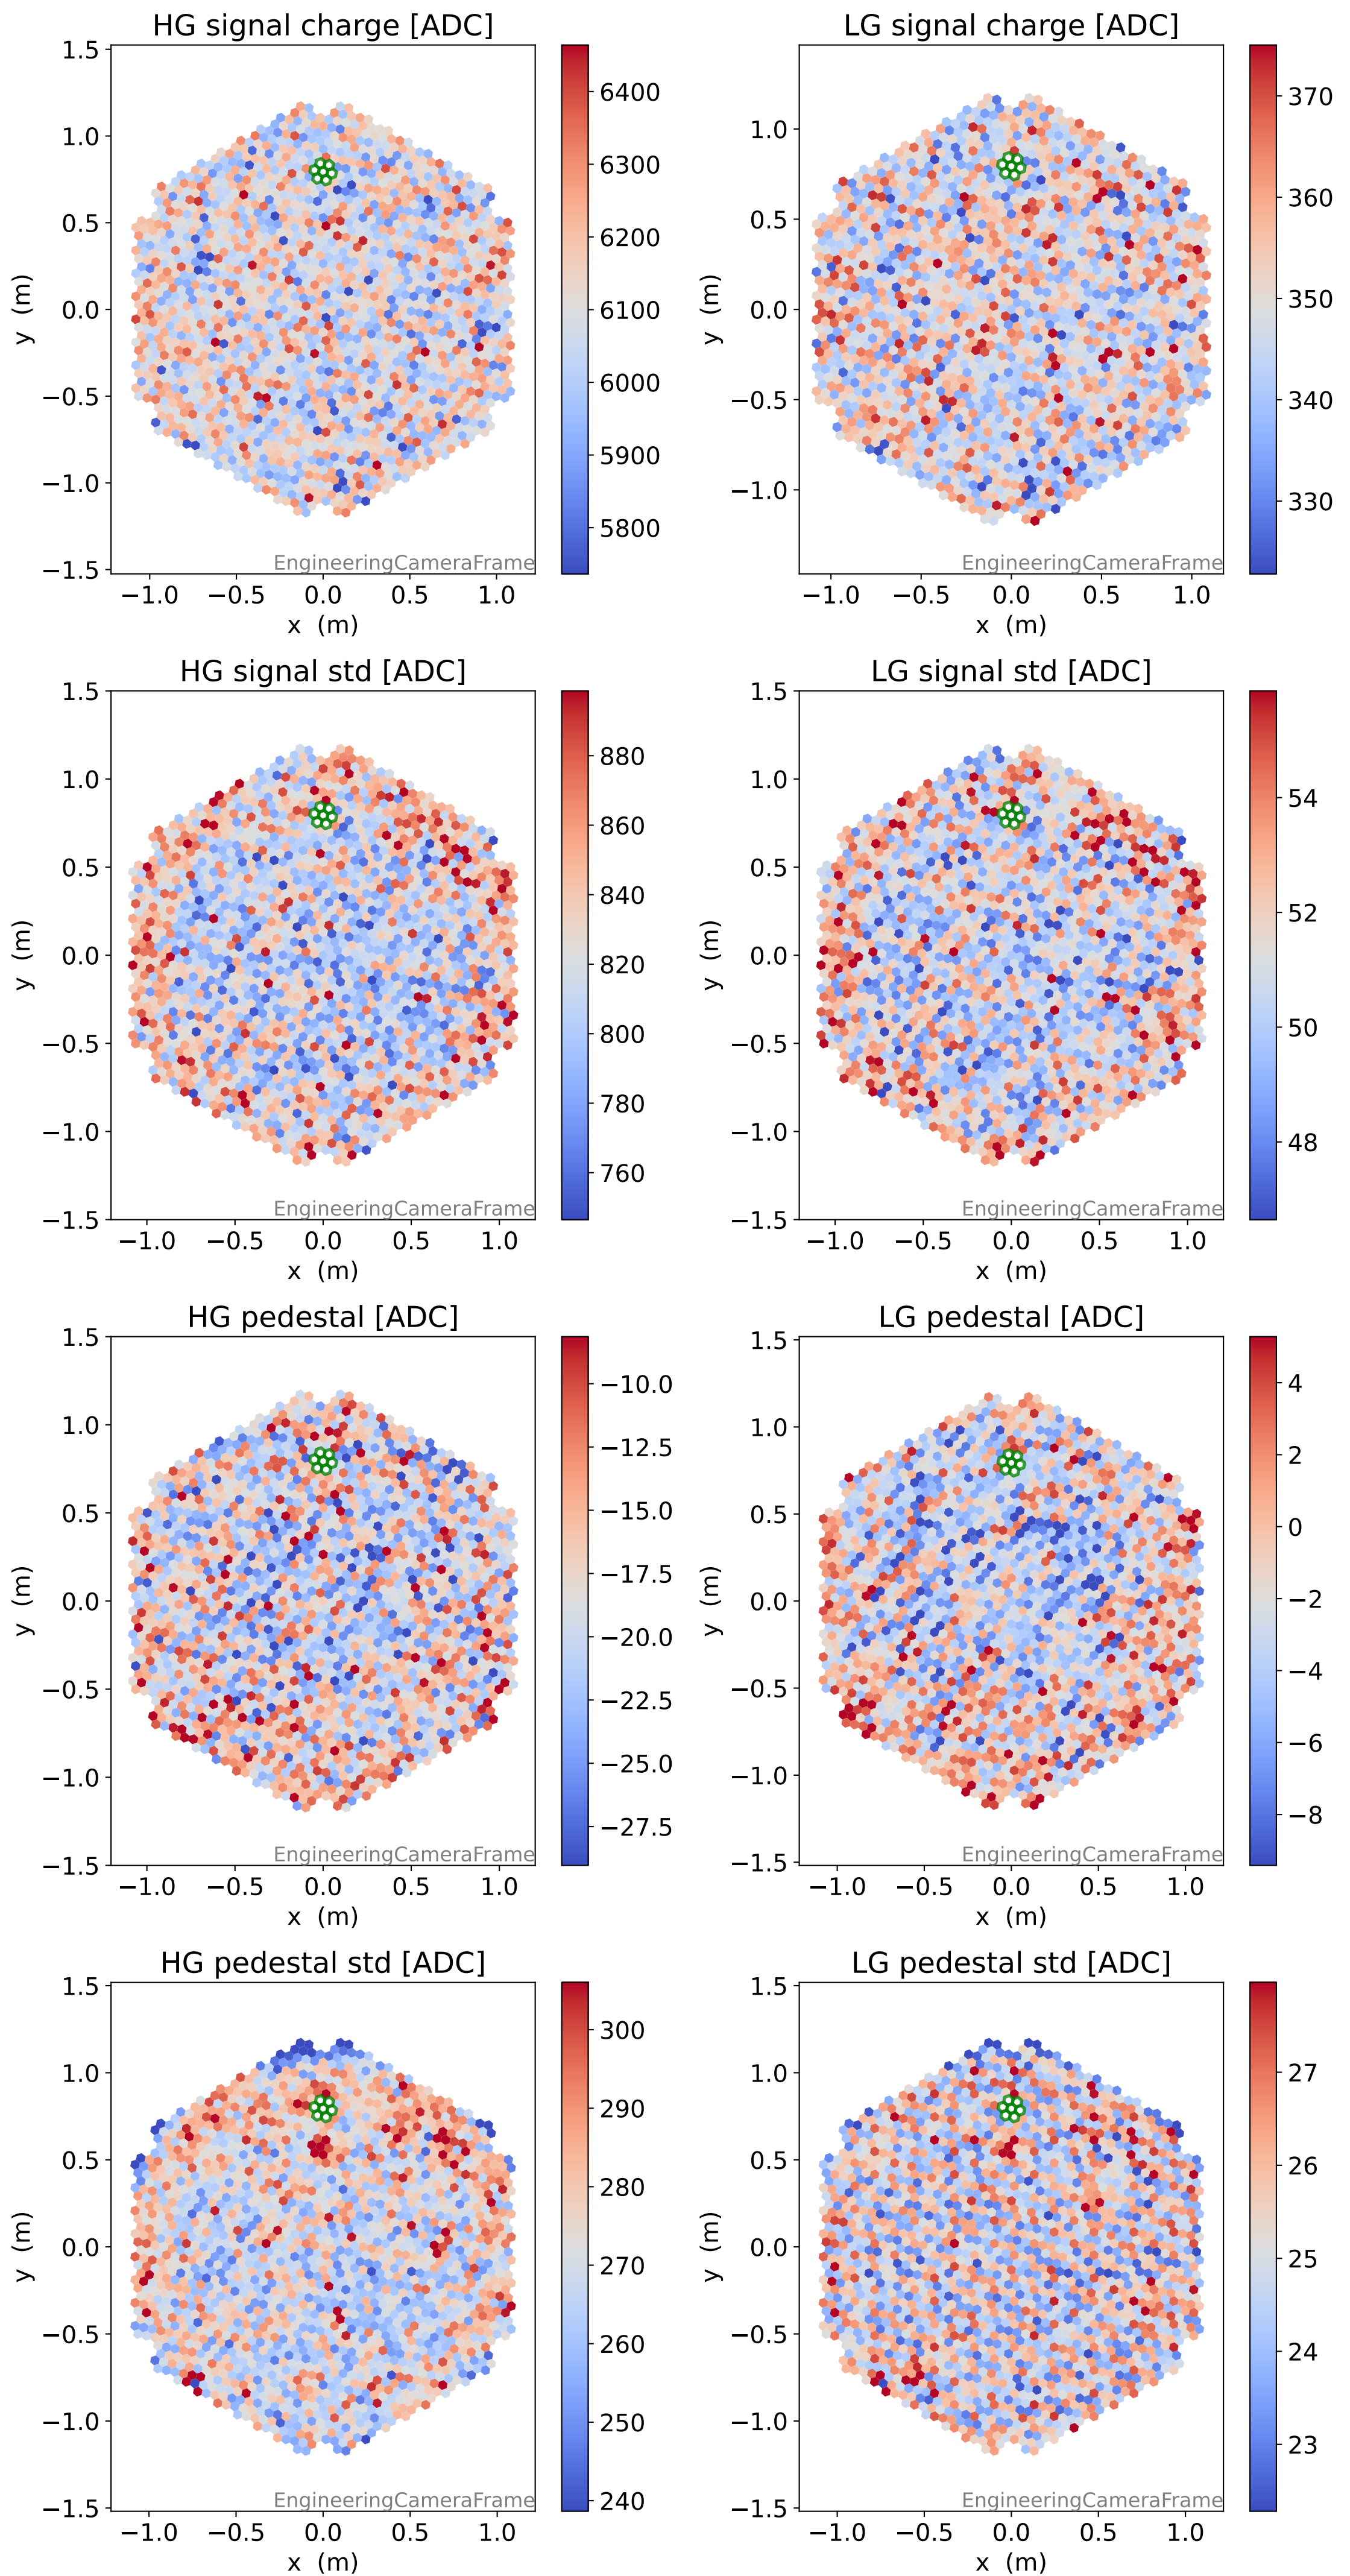 HG signal charge [ADC]
1.5
1.0
0.5
0.0
−0.5
−1.0
−1.5
y (m)
−1.0 −0.5 0.0 0.5 1.0
x (m)
EngineeringCameraFrame
6400
6300
6200
6100
6000
5900
5800
LG signal charge [ADC]
1.0
0.5
0.0
−0.5
−1.0
y (m)
−1.0 −0.5 0.0 0.5 1.0
x (m)
EngineeringCameraFrame
370
360
350
340
330
HG signal std [ADC]
1.5
1.0
0.5
0.0
−0.5
−1.0
−1.5
y (m)
−1.0 −0.5 0.0 0.5 1.0
x (m)
EngineeringCameraFrame
880
860
840
820
800
780
760
LG signal std [ADC]
1.5
1.0
0.5
0.0
−0.5
−1.0
−1.5
y (m)
−1.0 −0.5 0.0 0.5 1.0
x (m)
EngineeringCameraFrame
54
52
50
48
HG pedestal [ADC]
1.5
1.0
0.5
0.0
−0.5
−1.0
−1.5
y (m)
−1.0 −0.5 0.0 0.5 1.0
x (m)
EngineeringCameraFrame
−10.0
−12.5
−15.0
−17.5
−20.0
−22.5
−25.0
−27.5
LG pedestal [ADC]
1.5
1.0
0.5
0.0
−0.5
−1.0
−1.5
y (m)
−1.0 −0.5 0.0 0.5 1.0
x (m)
EngineeringCameraFrame
4
2
0
−2
−4
−6
−8
HG pedestal std [ADC]
1.5
1.0
0.5
0.0
−0.5
−1.0
−1.5
y (m)
−1.0 −0.5 0.0 0.5 1.0
x (m)
EngineeringCameraFrame
300
290
280
270
260
250
240
LG pedestal std [ADC]
1.5
1.0
0.5
0.0
−0.5
−1.0
−1.5
y (m)
−1.0 −0.5 0.0 0.5 1.0
x (m)
EngineeringCameraFrame
27
26
25
24
23